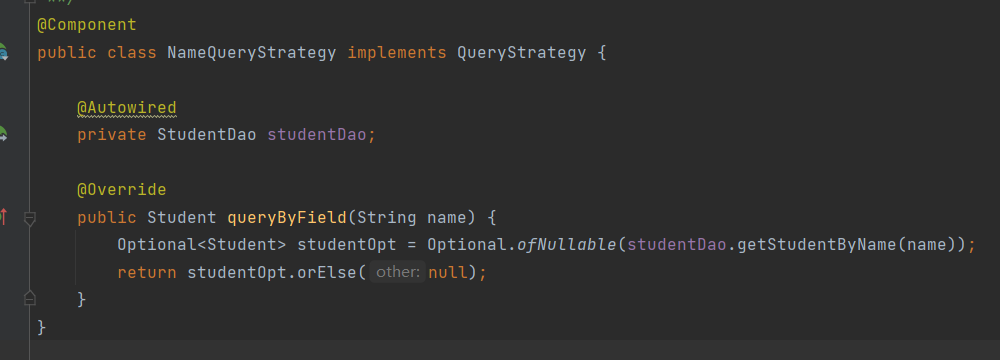 **/
@Component
public class NameQueryStrategy implements QueryStrategy {
@Autowired
private StudentDao studentDao;
@Override
public Student queryByField(String name) {
Optional<Student> studentOpt = Optional.ofNullable(studentDao.getStudentByName(name));
return studentOpt.orElse( other: null);
}
}